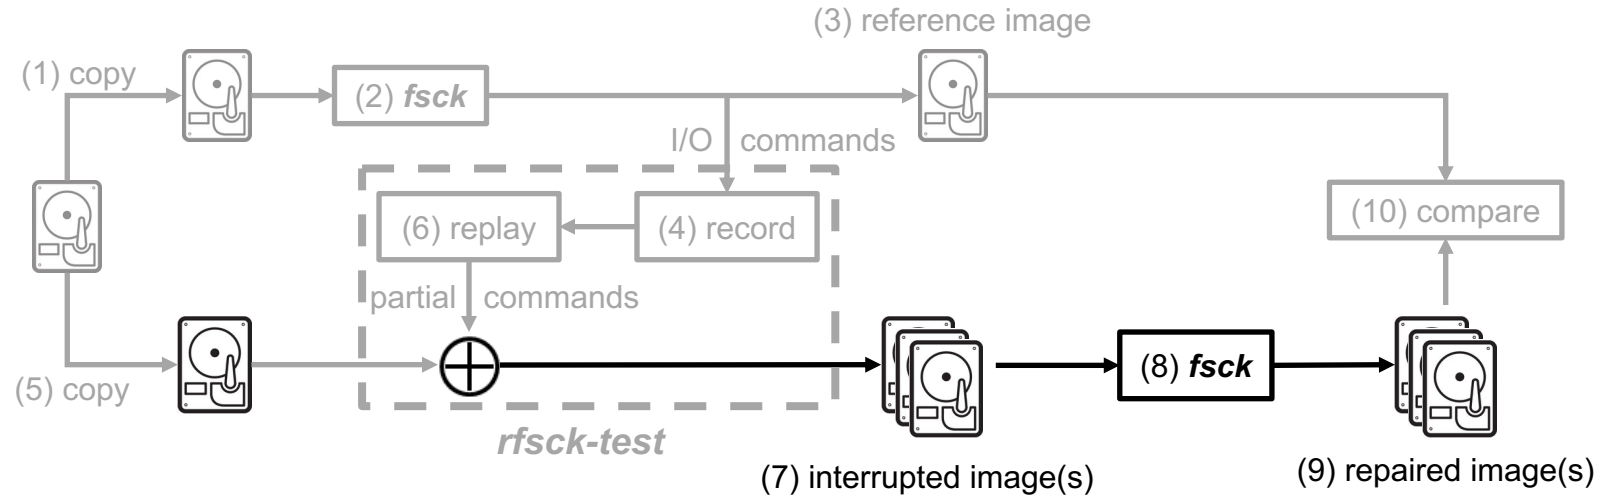 (3) reference image
(1) copy
(2) fsck
I/O commands
(6) replay
(4) record
(10) compare
partial commands
(5) copy
(8) fsck
rfsck-test
(7) interrupted image(s)
(9) repaired image(s)